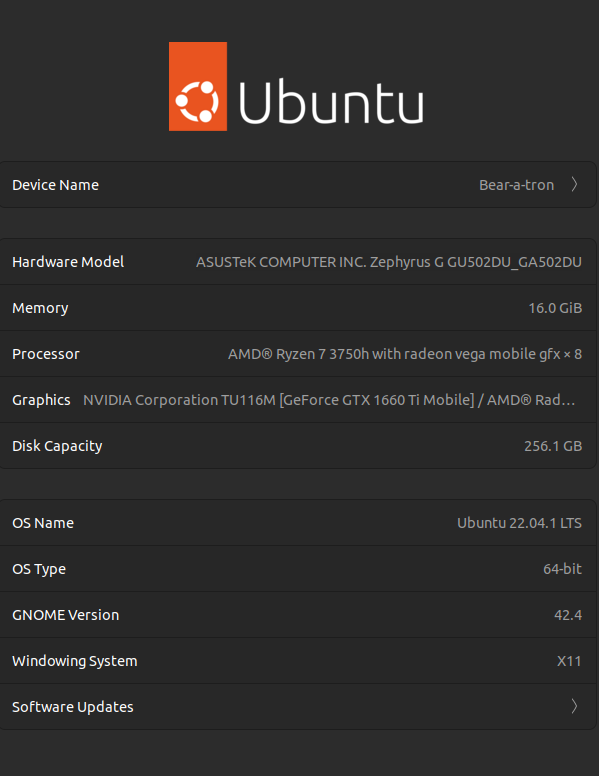 Ubuntu
Device Name Bear-a-tron
Hardware Model ASUSTeK COMPUTER INC. Zephyrus G GU502DU_GA502DU
Memory 16.0 GiB
Processor AMD® Ryzen 7 3750h with radeon vega mobile gfx × 8
Graphics NVIDIA Corporation TU116M [GeForce GTX 1660 Ti Mobile] / AMD® Rad…
Disk Capacity 256.1 GB
OS Name Ubuntu 22.04.1 LTS
OS Type 64-bit
GNOME Version 42.4
Windowing System X11
Software Updates